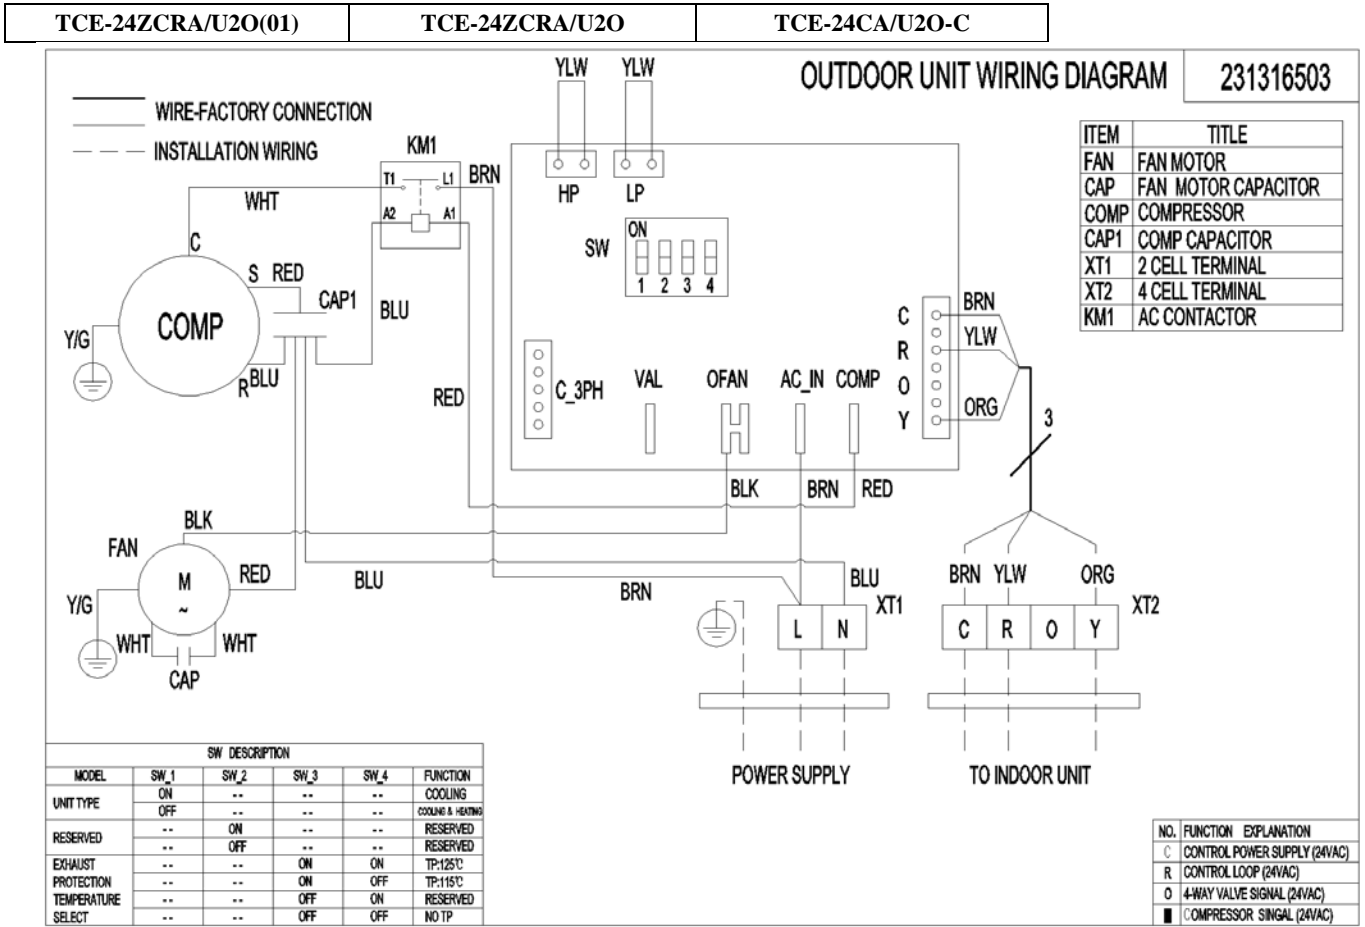 TCE-24ZCRA/U2O(01) TCE-24ZCRA/U2O TCE-24CA/U2O-C
OUTDOOR UNIT WIRING DIAGRAM 231316503
WIRE-FACTORY CONNECTION
INSTALLATION WIRING
YLW YLW
HP LP
KM1
T1 L1
A2 A1
BRN
WHT
C
S RED
CAP1
BLU
COMP
Y/G
R BLU
RED
SW
ON
1 2 3 4
C_3PH
VAL OFAN AC_IN COMP
C
R
O
Y
BRN
YLW
ORG
3
BLK BRN RED
ITEM TITLE
FAN FAN MOTOR
CAP FAN MOTOR CAPACITOR
COMP COMPRESSOR
CAP1 COMP CAPACITOR
XT1 2 CELL TERMINAL
XT2 4 CELL TERMINAL
KM1 AC CONTACTOR
BLK
FAN
M
~
RED
Y/G
WHT WHT
CAP
BLU
BRN
BLU
XT1
L N
POWER SUPPLY
BRN YLW ORG
XT2
C R O Y
TO INDOOR UNIT
SW DESCRIPTION
MODEL SW_1 SW_2 SW_3 SW_4 FUNCTION
UNIT TYPE
ON -- -- -- COOLING
OFF -- -- -- COOLING & HEATING
RESERVED
-- ON -- -- RESERVED
-- OFF -- -- RESERVED
EXHAUST -- -- ON ON TP:125℃
PROTECTION -- -- ON OFF TP:115℃
TEMPERATURE -- -- OFF ON RESERVED
SELECT -- -- OFF OFF NO TP
NO. FUNCTION EXPLANATION
C CONTROL POWER SUPPLY (24VAC)
R CONTROL LOOP (24VAC)
O 4-WAY VALVE SIGNAL (24VAC)
COMPRESSOR SINGAL (24VAC)